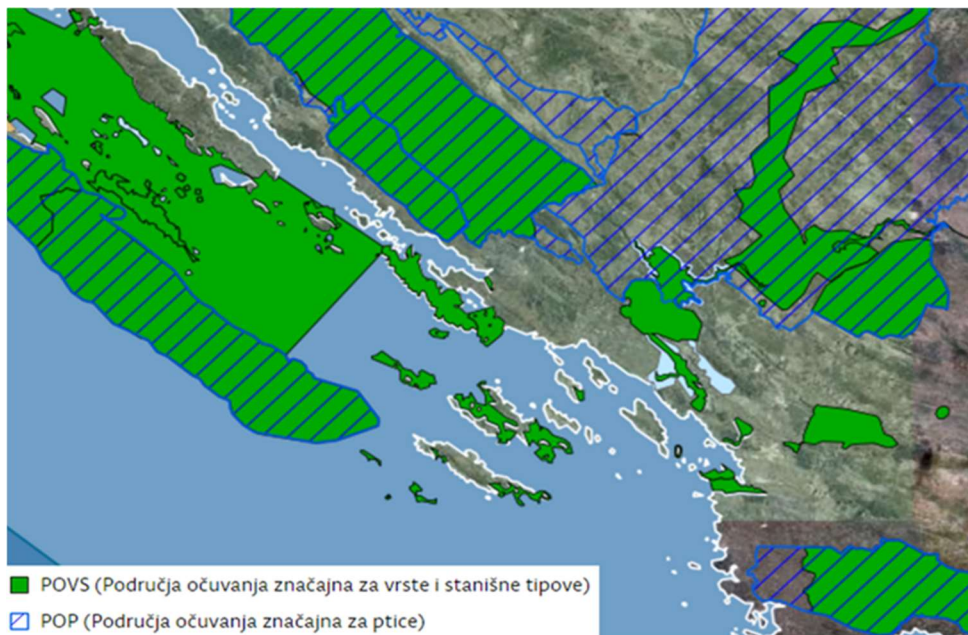 POVS (Područja očuvanja značajna za vrste i stanišne tipove)
POP (Područja očuvanja značajna za ptice)